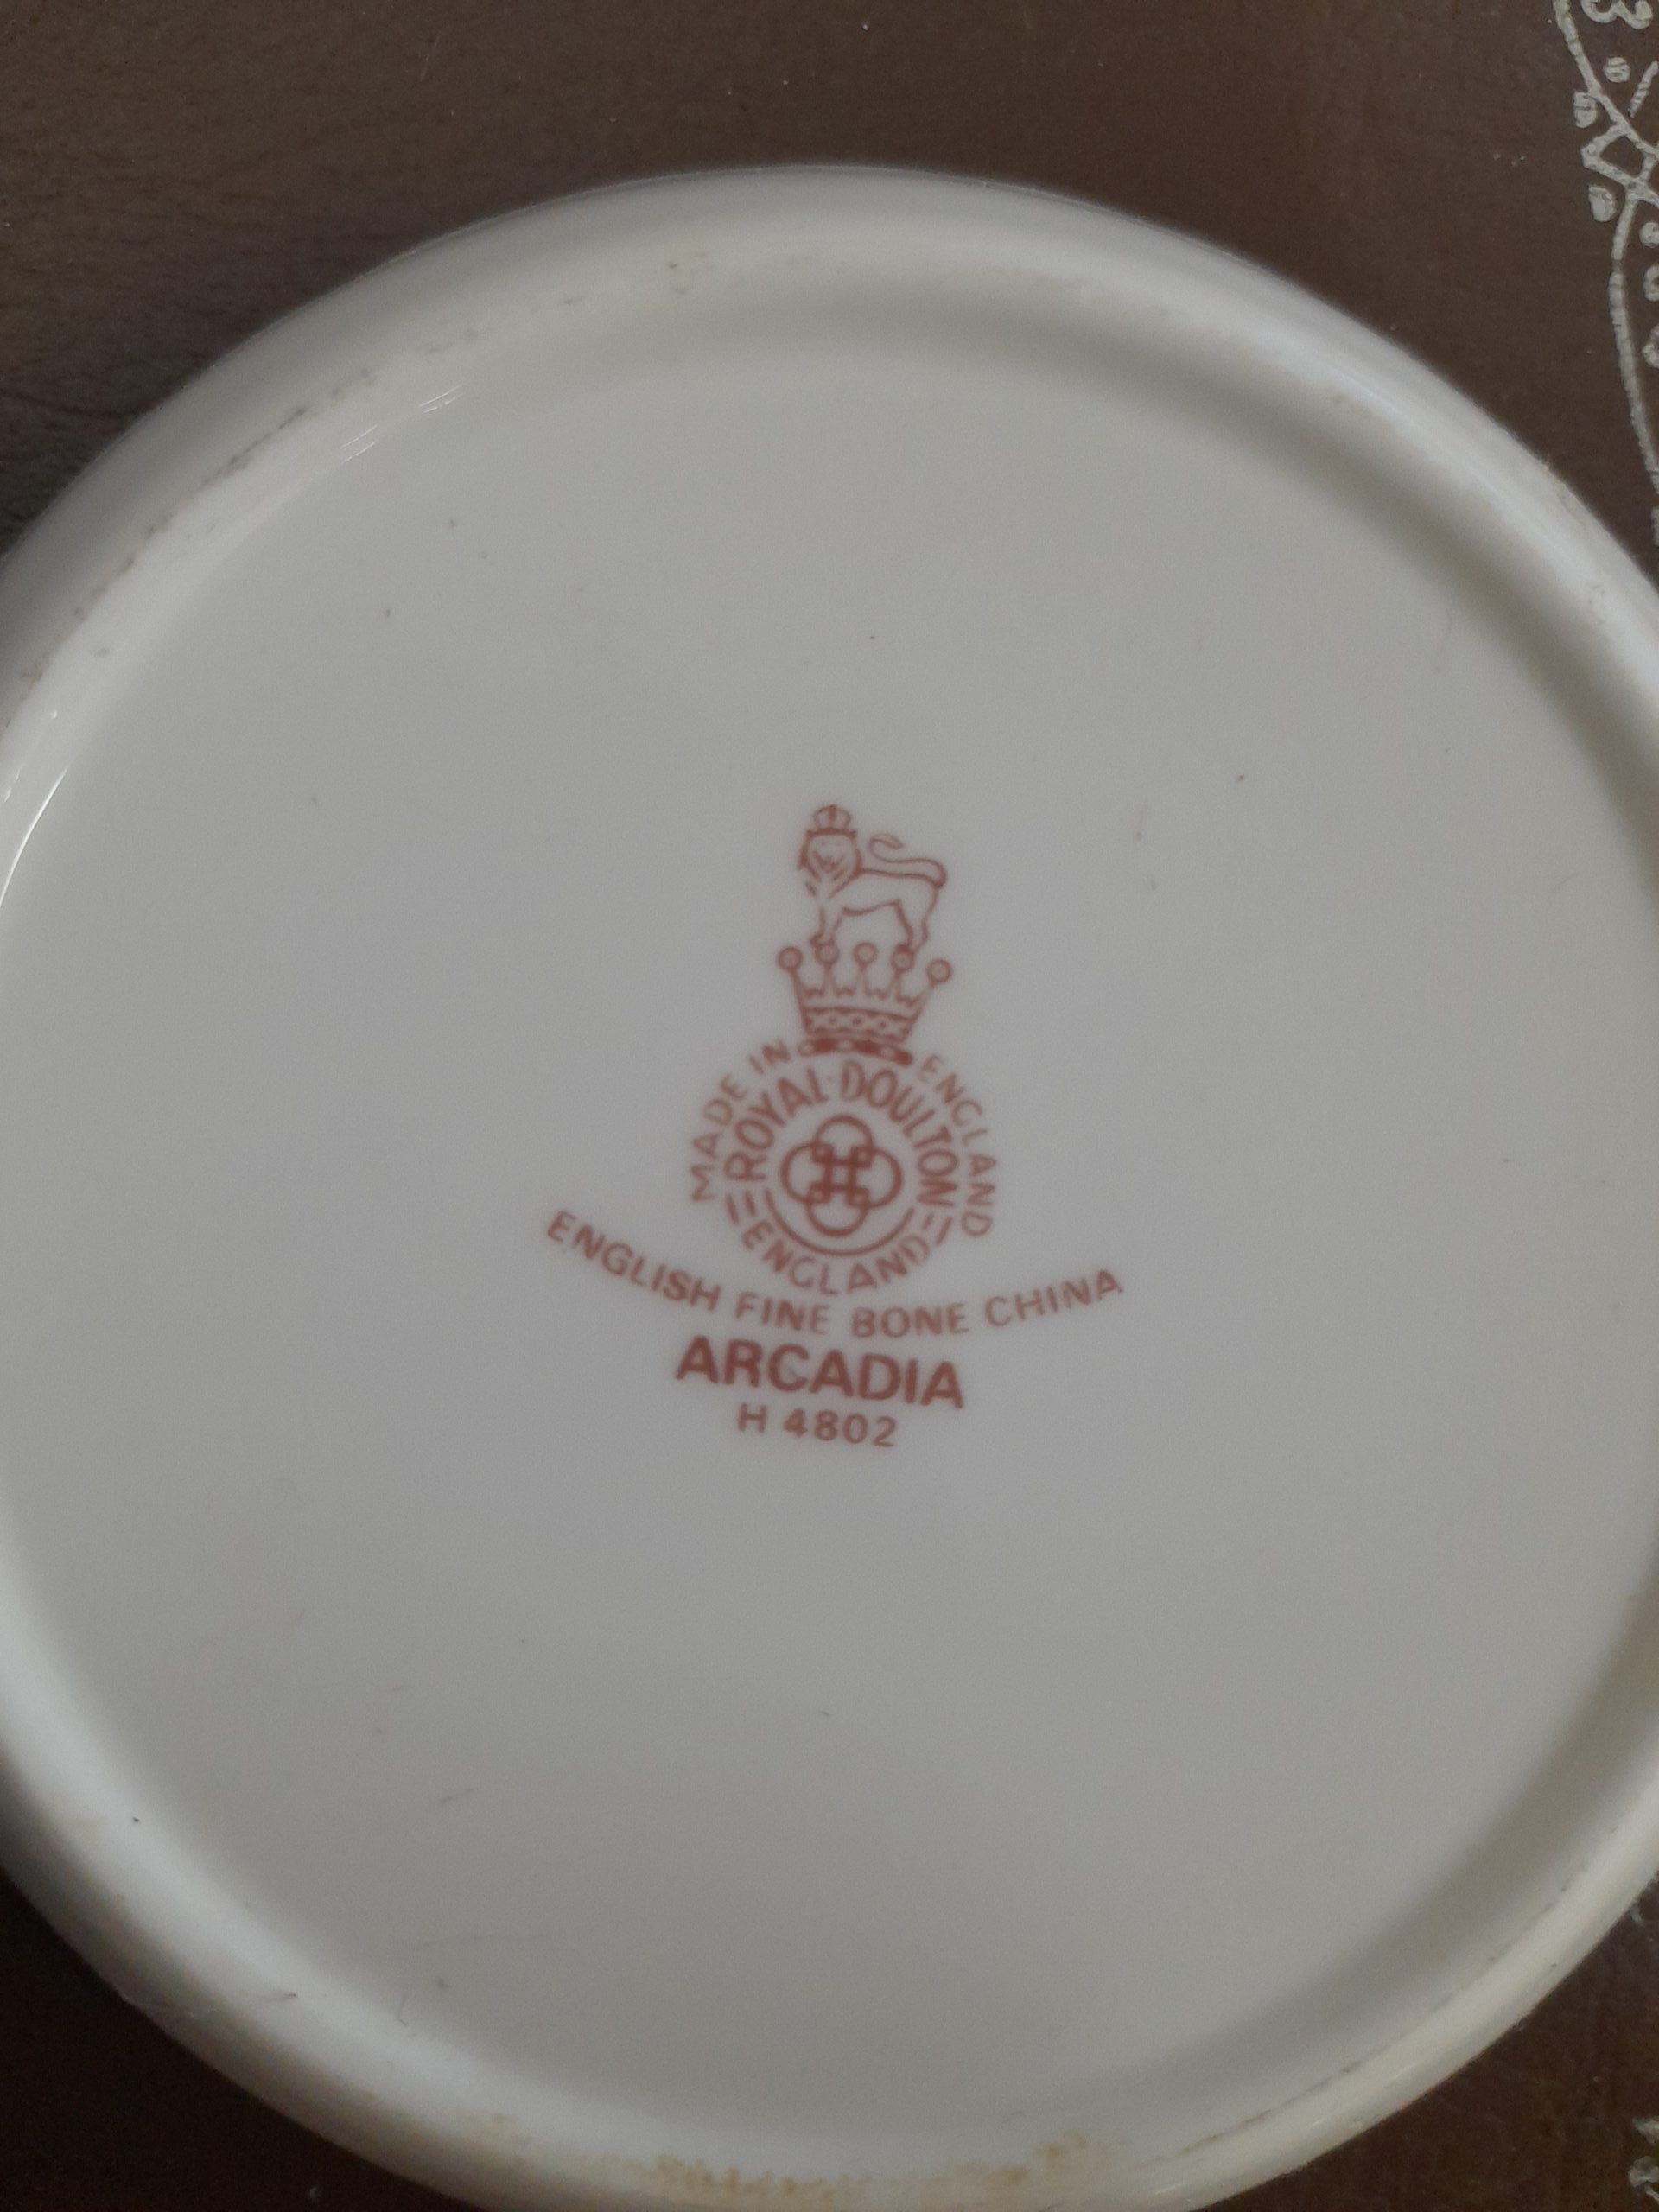 MADE IN ENGLAND
ROYAL DOULTON
ENGLAND
ENGLISH FINE BONE CHINA
ARCADIA
H 4802